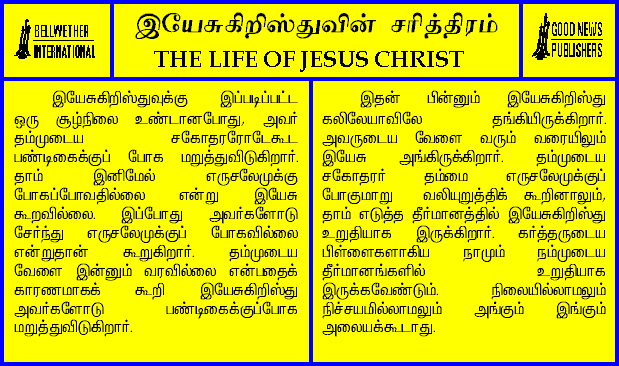 BELLWETHER
INTERNATIONAL
இயேசுகிறிஸ்துவின் சரித்திரம்
THE LIFE OF JESUS CHRIST
GOOD NEWS
PUBLISHERS
இயேசுகிறிஸ்துவுக்கு இப்படிப்பட்ட
ஒரு சூழ்நிலை உண்டானபோது, அவர்
தம்முடைய சகோதரரோடேகூட
பண்டிகைக்குப் போக மறுத்துவிடுகிறார்.
தாம் இனிமேல் எருசலேமுக்கு
போகப்போவதில்லை என்று இயேசு
கூறவில்லை. இப்போது அவர்களோடு
சேர்ந்து எருசலேமுக்குப் போகவில்லை
என்றுதான் கூறுகிறார். தம்முடைய
வேளை இன்னும் வரவில்லை என்பதைக்
காரணமாகக் கூறி இயேசுகிறிஸ்து
அவர்களோடு பண்டிகைக்குப்போக
மறுத்துவிடுகிறார்.
இதன் பின்னும் இயேசுகிறிஸ்து
கலிலேயாவிலே தங்கியிருக்கிறார்.
அவருடைய வேளை வரும் வரையிலும்
இயேசு அங்கிருக்கிறார். தம்முடைய
சகோதரர் தம்மை எருசலேமுக்குப்
போகுமாறு வலியுறுத்திக் கூறினாலும்,
தாம் எடுத்த தீர்மானத்தில் இயேசுகிறிஸ்து
உறுதியாக இருக்கிறார். கர்த்தருடைய
பிள்ளைகளாகிய நாமும் நம்முடைய
தீர்மானங்களில் உறுதியாக
இருக்கவேண்டும். நிலையில்லாமலும்
நிச்சயமில்லாமலும் அங்கும் இங்கும்
அலையக்கூடாது.